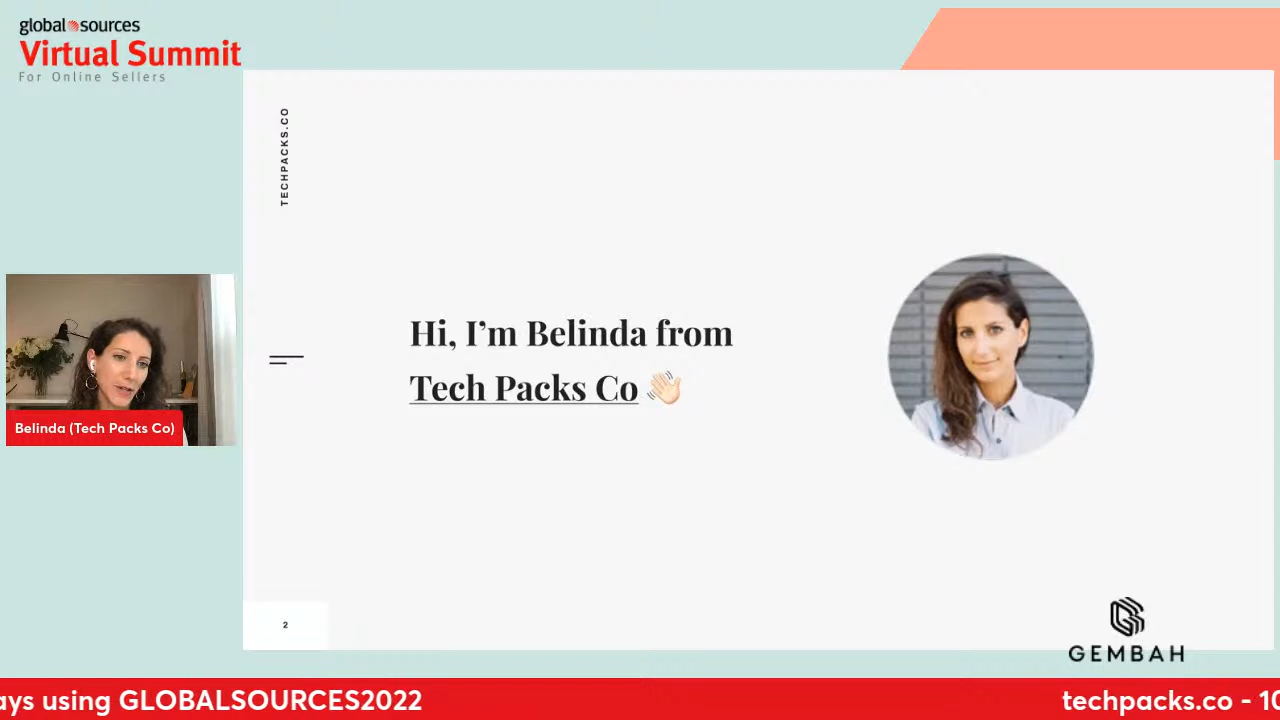 global sources
Virtual Summit
For Online Sellers
TECHPACKS.CO
Hi, I’m Belinda from
Tech Packs Co 👋🏻
Belinda (Tech Packs Co)
2
GEMBAH
ays using GLOBALSOURCES2022
techpacks.co - 10